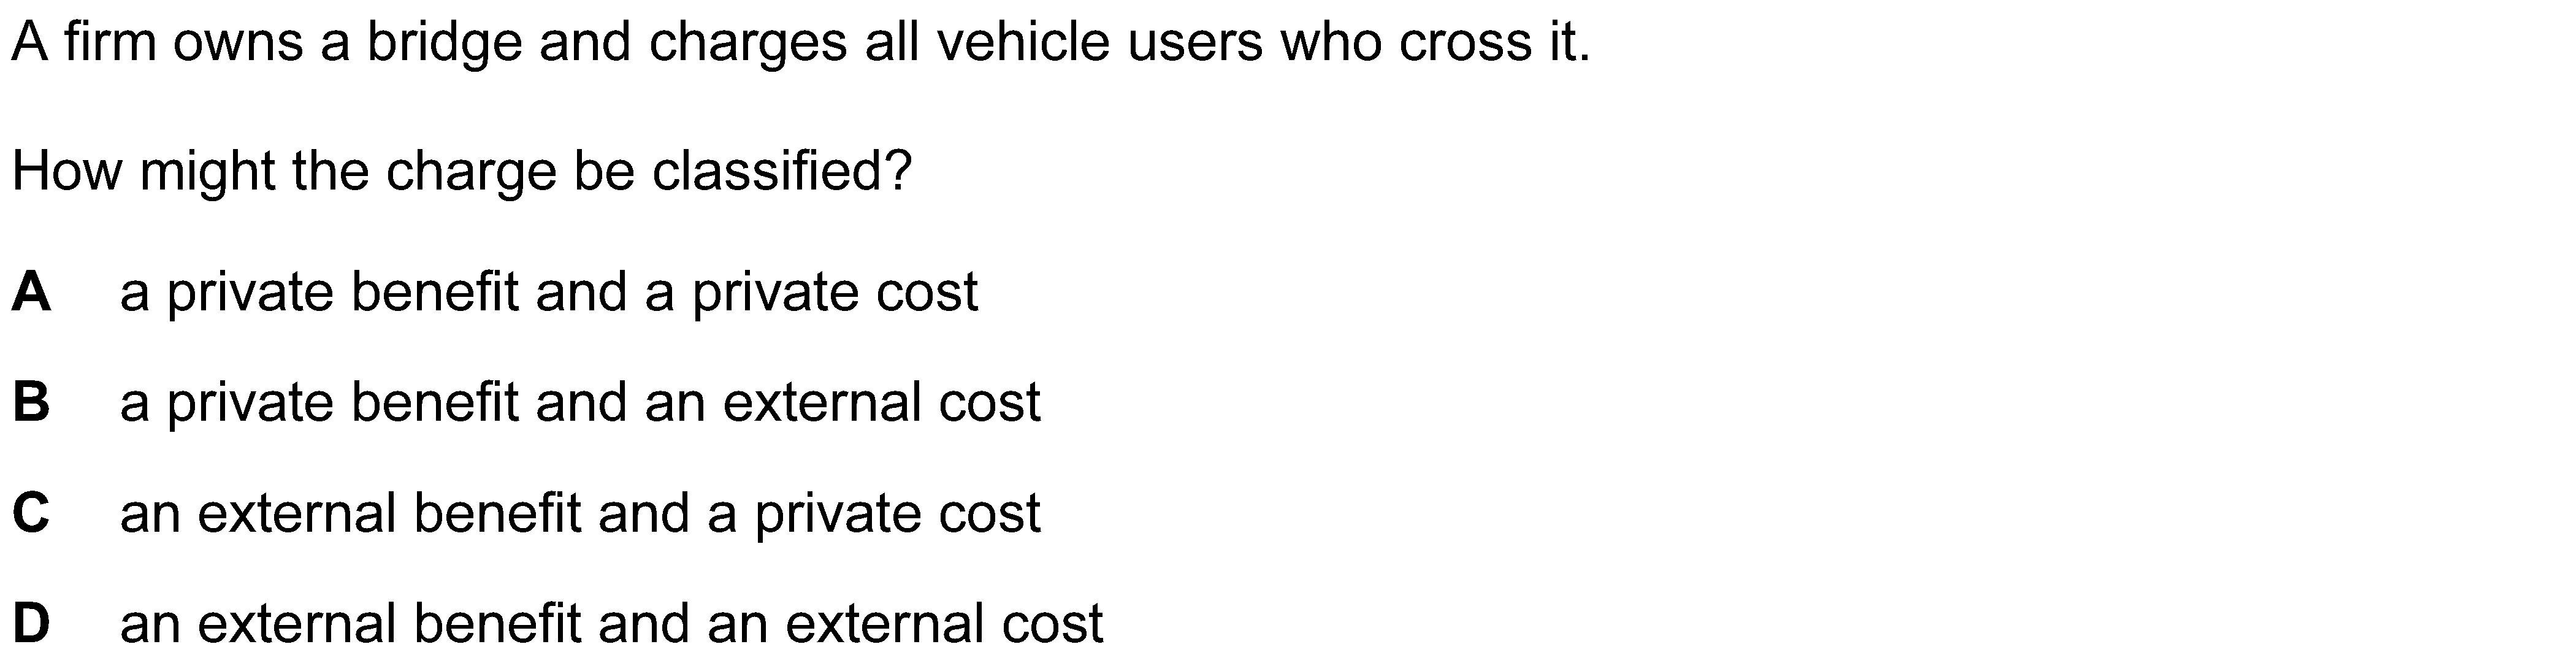 A firm owns a bridge and charges all vehicle users who cross it.
How might the charge be classified?
A a private benefit and a private cost
B a private benefit and an external cost
C an external benefit and a private cost
D an external benefit and an external cost